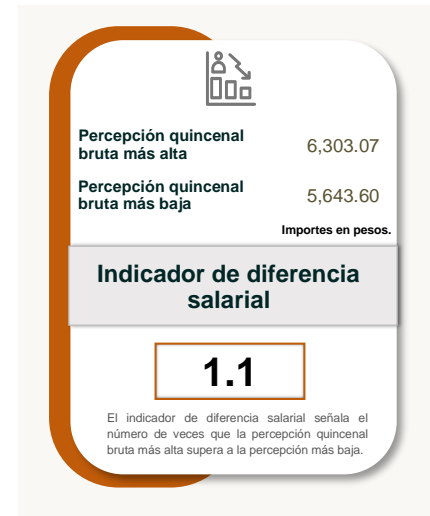 Percepción quincenal
bruta más alta
6,303.07
Percepción quincenal
bruta más baja
5,643.60
Importes en pesos.
Indicador de diferencia
salarial
1.1
El indicador de diferencia salarial señala el
número de veces que la percepción quincenal
bruta más alta supera a la percepción más baja.